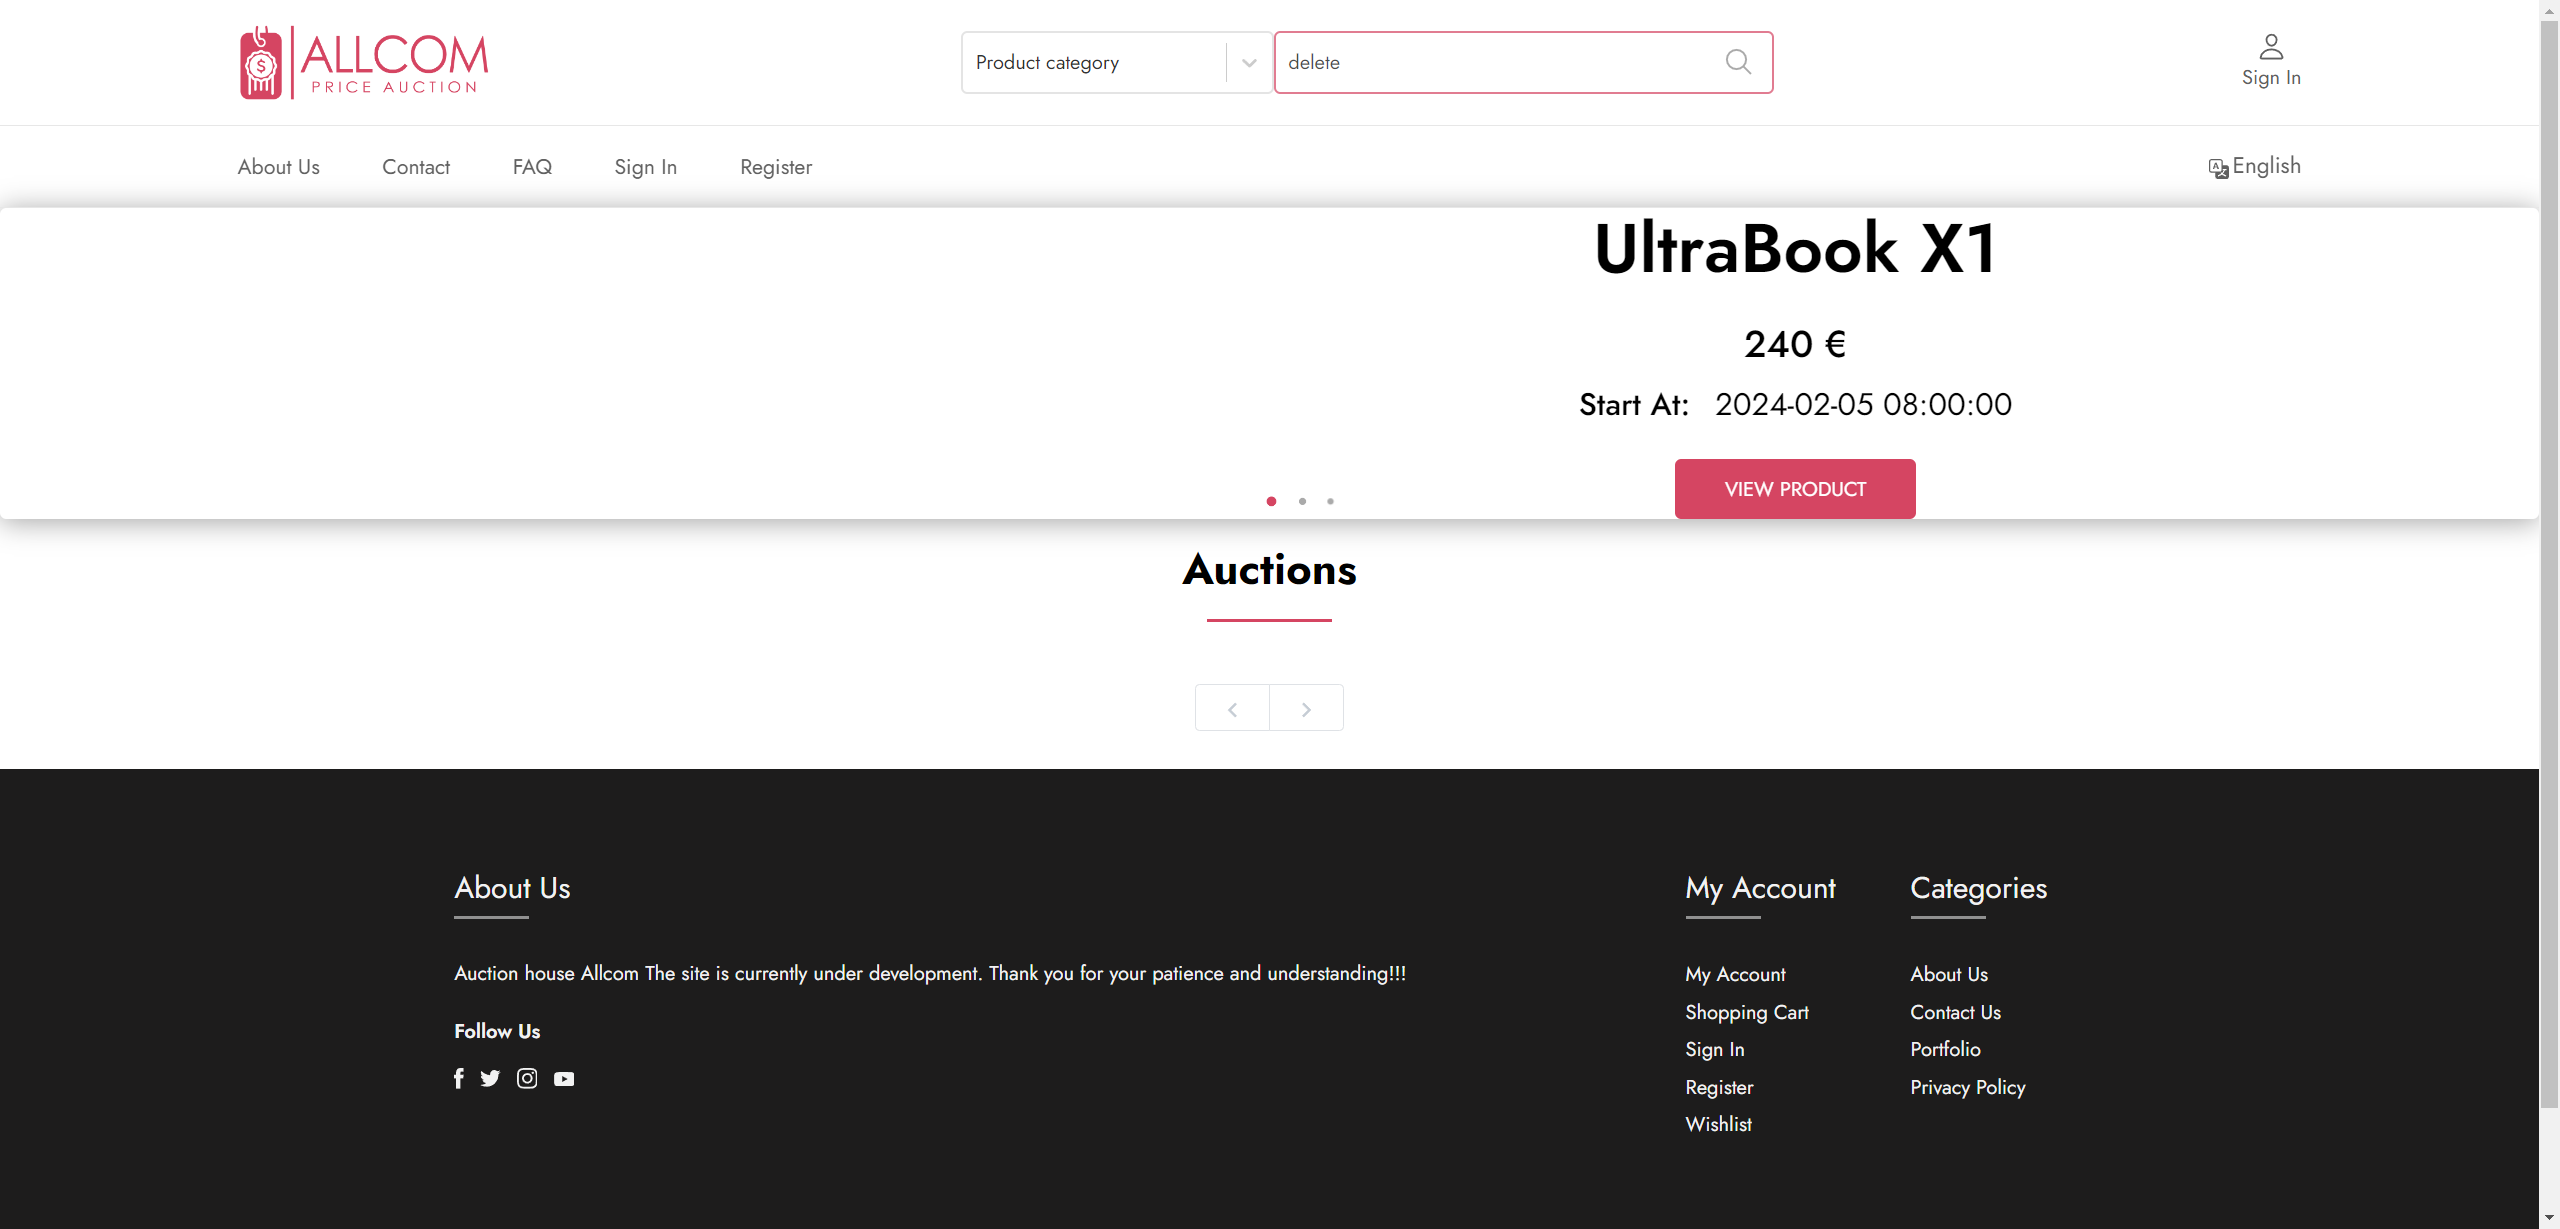 ALLCOM
PRICE AUCTION
Product category
delete
Sign In
About Us
Contact
FAQ
Sign In
Register
English
UltraBook X1
240 €
Start At: 2024-02-05 08:00:00
VIEW PRODUCT
Auctions
About Us
Auction house Allcom The site is currently under development. Thank you for your patience and understanding!!!
Follow Us
My Account
My Account
Shopping Cart
Sign In
Register
Wishlist
Categories
About Us
Contact Us
Portfolio
Privacy Policy